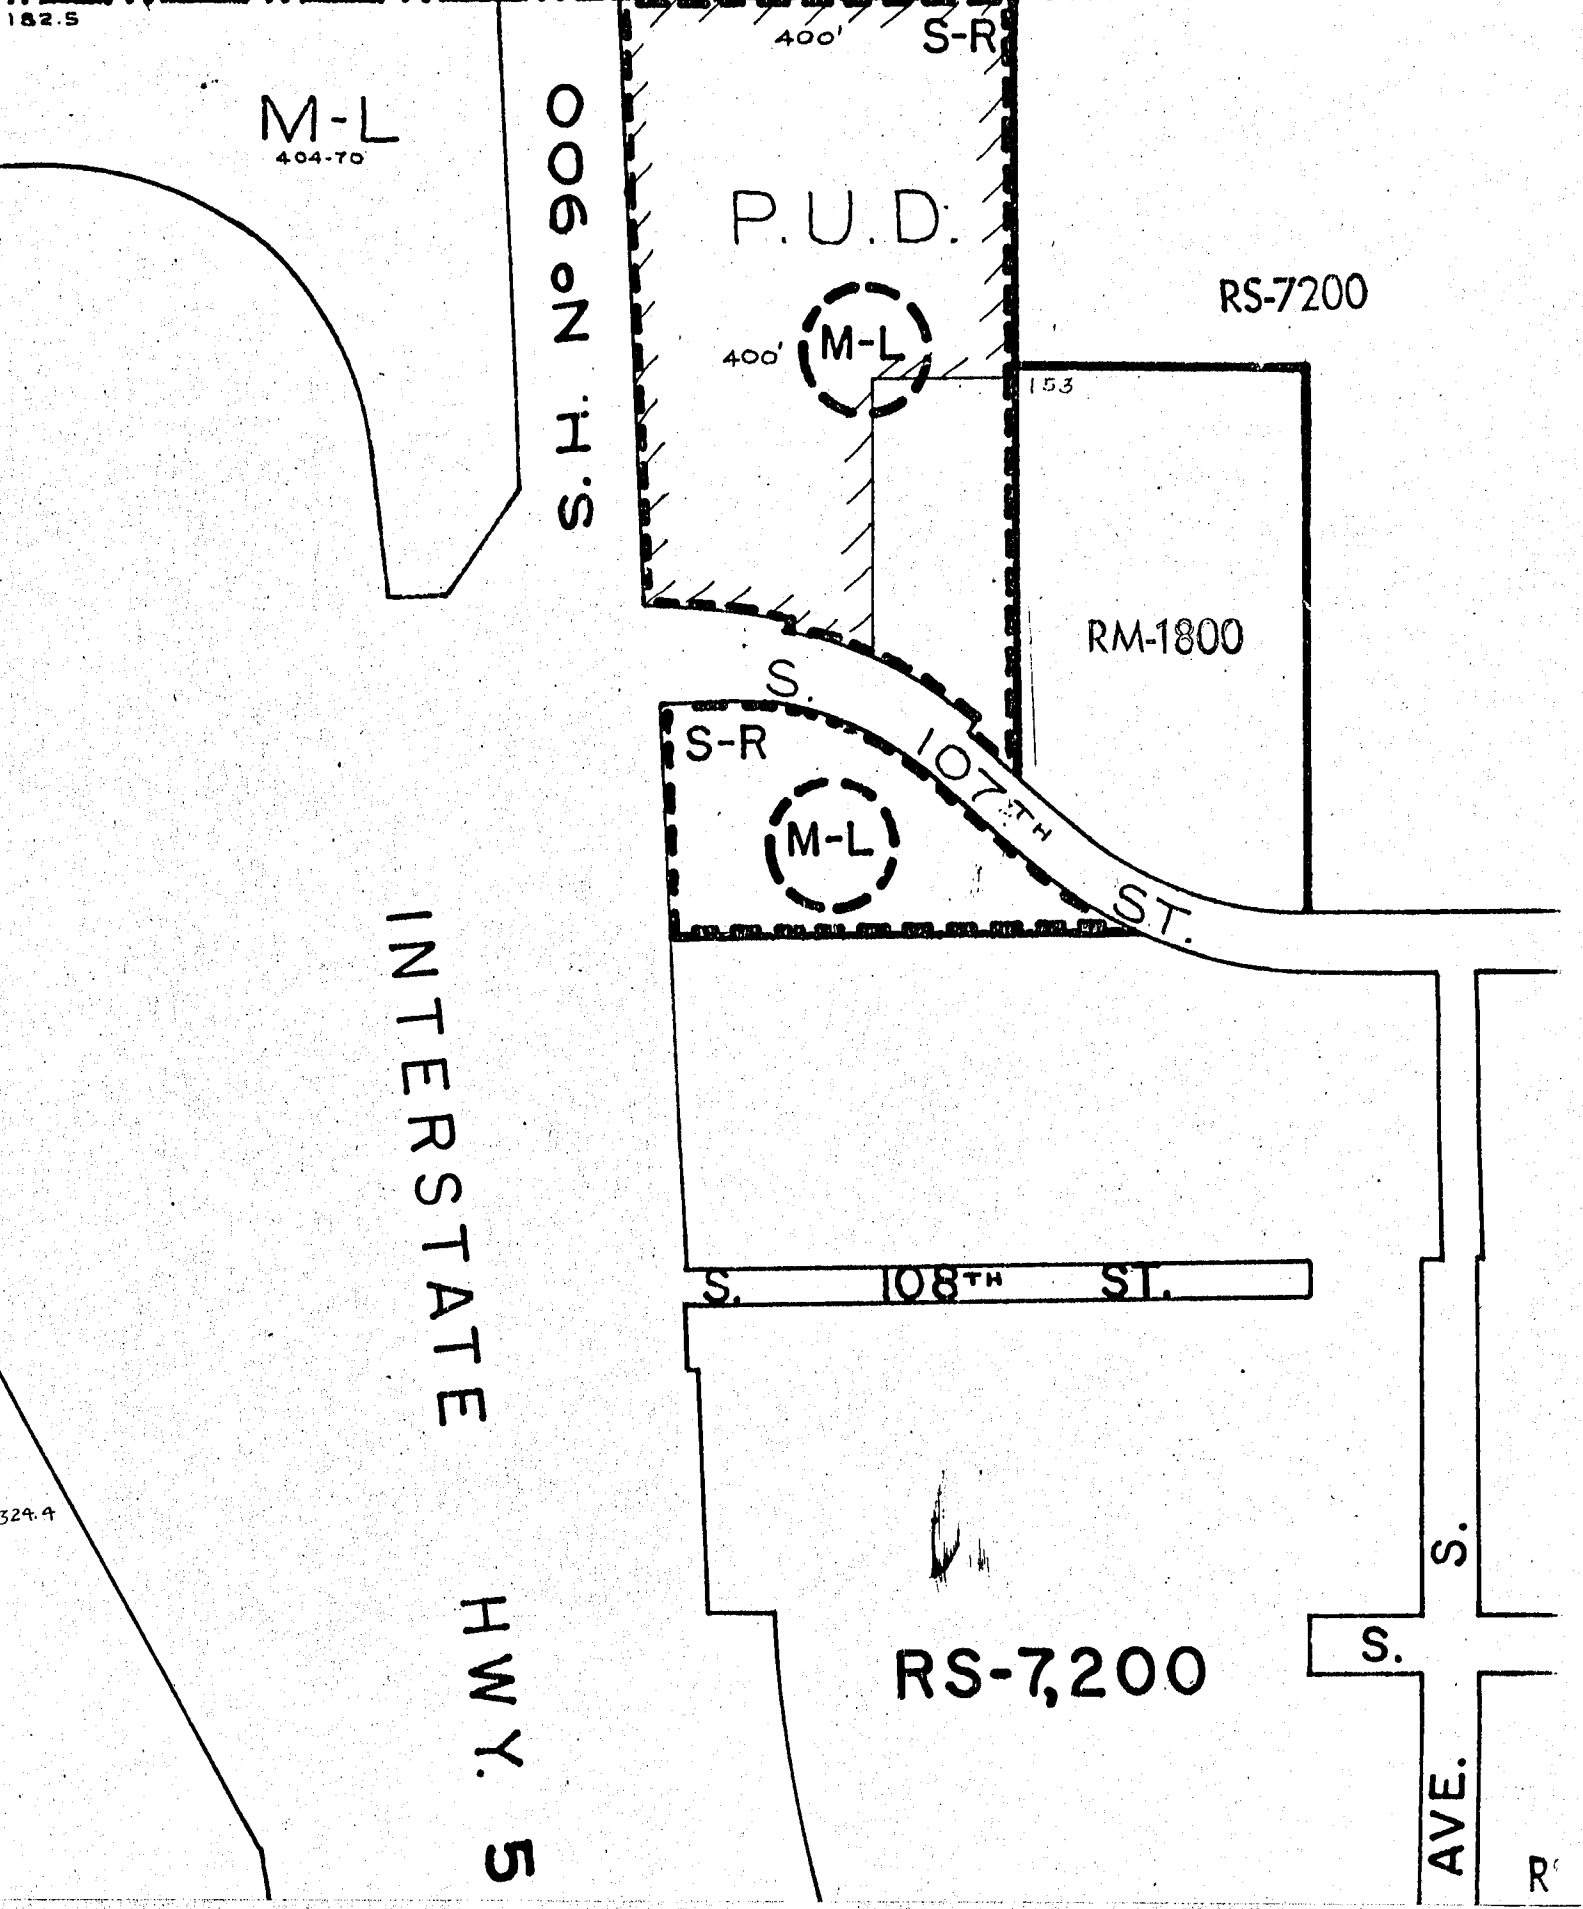 182.5
400'
S-R
M-L
404-70
S. H. No 900
P.U.D.
RS-7200
M-L
400'
153
RM-1800
S. 107TH ST.
S-R
M-L
INTERSTATE HWY. 5
S. 108TH ST.
324.4
S.
RS-7,200
S.
AVE.